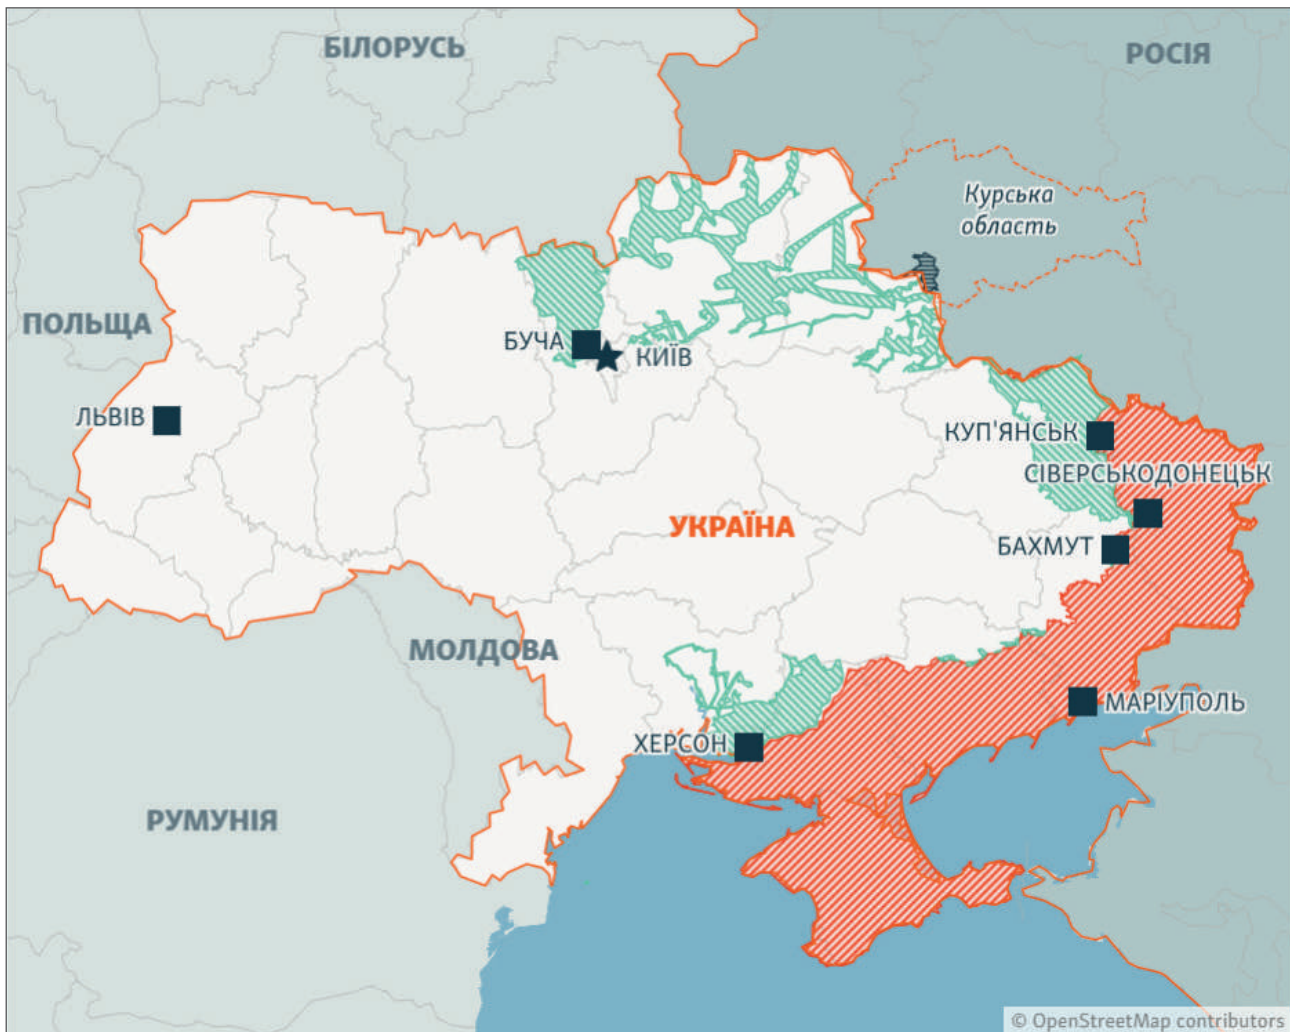 БІЛОРУСЬ
РОСІЯ
Курська
область
ПОЛЬЩА
БУЧА
КИЇВ
ЛЬВІВ
КУП'ЯНСЬК
СІВЕРСЬКОДОНЕЦЬК
УКРАЇНА
БАХМУТ
МОЛДОВА
МАРІУПОЛЬ
ХЕРСОН
РУМУНІЯ
© OpenStreetMap contributors